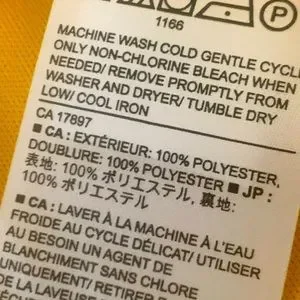 P
1166
MACHINE WASH COLD GENTLE CYCLE
ONLY NON-CHLORINE BLEACH WHEN
NEEDED/ REMOVE PROMPTLY FROM
WASHER AND DRYER/ TUMBLE DRY
LOW/ COOL IRON
CA 17897
CA : EXTÉRIEUR: 100% POLYESTER,
DOUBLURE: 100% POLYESTER ■ JP :
表地: 100% ポリエステル, 裏地:
100% ポリエステル
■ CA : LAVER À LA MACHINE À L'EAU
FROIDE AU CYCLE DÉLICAT/ UTILISER
AU BESOIN UN AGENT DE
BLANCHIMENT SANS CHLORE
UNIQUEMENT/ RETIRER
DE LA LAVEUSE